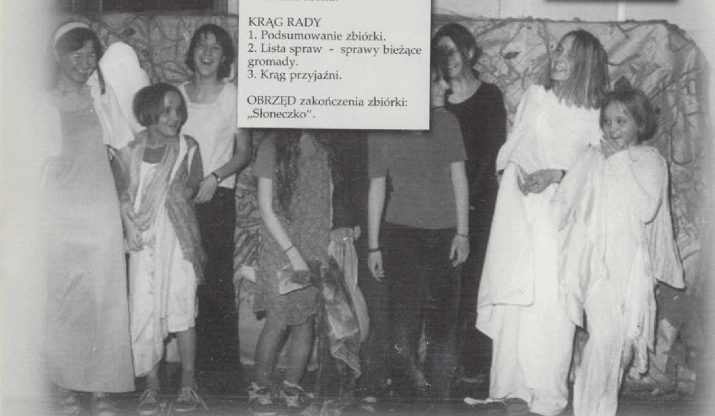 KRĄG RADY
1. Podsumowanie zbiórki.
2. Lista spraw - sprawy bieżące
gromady.
3. Krąg przyjaźni.
OBRZĘD zakończenia zbiórki:
„Słoneczko”.